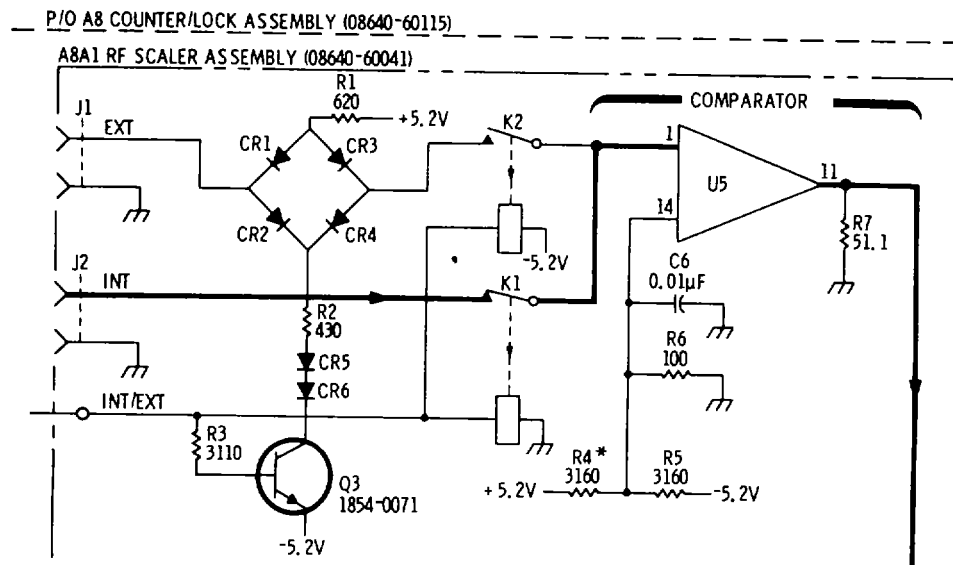 P/O A8 COUNTER/LOCK ASSEMBLY (08640-60115)
A8A1 RF SCALER ASSEMBLY (08640-60041)
J1
EXT
R1
620
+5.2V
CR1
CR3
CR2
CR4
K2
COMPARATOR
1
U5
11
14
R7
51.1
-5.2V
C6
0.01µF
J2
INT
K1
R2
430
R6
100
CR5
CR6
INT/EXT
R3
3110
Q3
1854-0071
-5.2V
R4*
3160
R5
3160
+5.2V
-5.2V